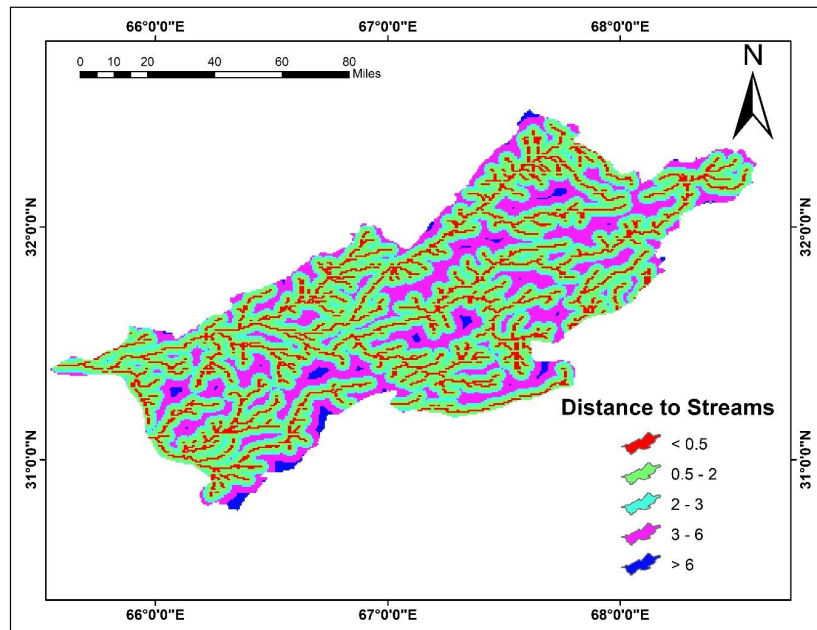 66°0'0"E 67°0'0"E 68°0'0"E
0 10 20 40 60 80
Miles
N
32°0'0"N 32°0'0"N
31°0'0"N 31°0'0"N
Distance to Streams
< 0.5
0.5 - 2
2 - 3
3 - 6
> 6
66°0'0"E 67°0'0"E 68°0'0"E